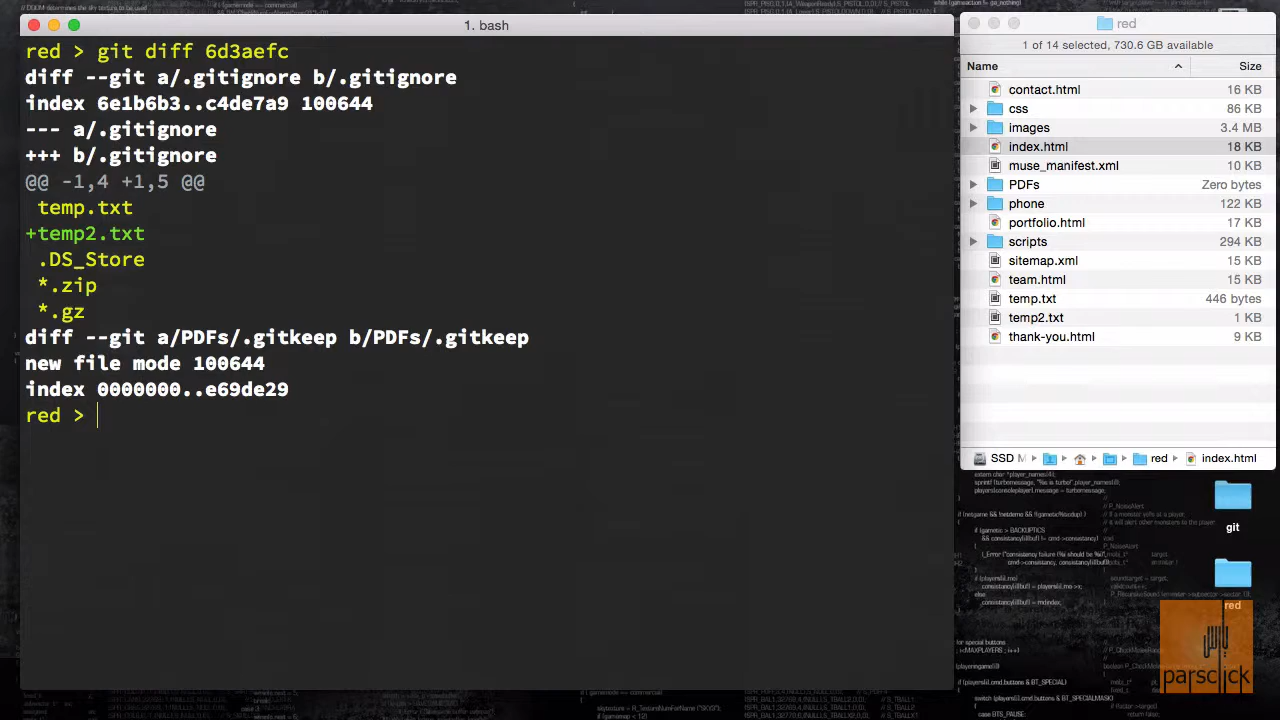 1. bash
red > git diff 6d3aefc
diff --git a/.gitignore b/.gitignore
index 6e1b6b3..c4de7a9 100644
--- a/.gitignore
+++ b/.gitignore
@@ -1,4 +1,5 @@
 temp.txt
+temp2.txt
 .DS_Store
 *.zip
 *.gz
diff --git a/PDFs/.gitkeep b/PDFs/.gitkeep
new file mode 100644
index 0000000..e69de29
red >
red
1 of 14 selected, 730.6 GB available
Name Size
contact.html 16 KB
css 86 KB
images 3.4 MB
index.html 18 KB
muse_manifest.xml 10 KB
PDFs Zero bytes
phone 122 KB
portfolio.html 17 KB
scripts 294 KB
sitemap.xml 15 KB
team.html 15 KB
temp.txt 446 bytes
temp2.txt 1 KB
thank-you.html 9 KB
SSD red index.html
git
red
parsclick